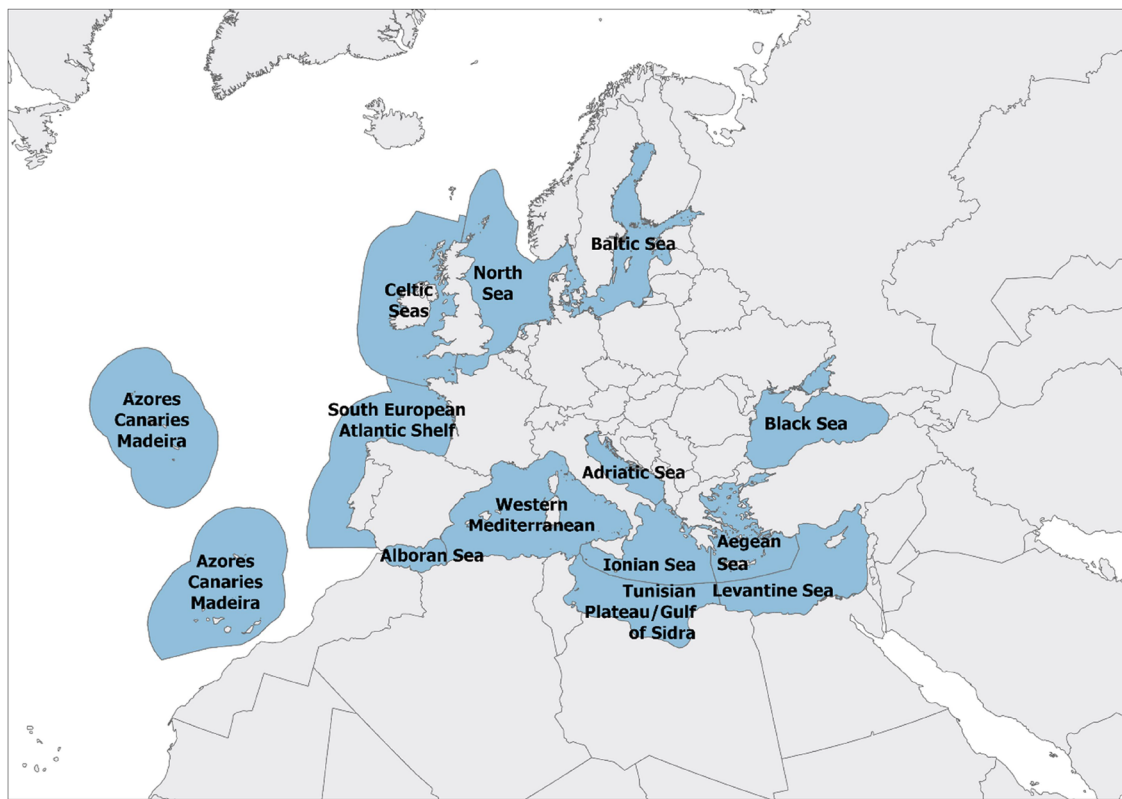 Baltic Sea
North
Sea
Celtic
Seas
Azores
Canaries
Madeira
South European
Atlantic Shelf
Black Sea
Adriatic Sea
Western
Mediterranean
Alboran Sea
Aegean
Sea
Ionian Sea
Azores
Canaries
Madeira
Tunisian
Plateau/Gulf
of Sidra
Levantine Sea